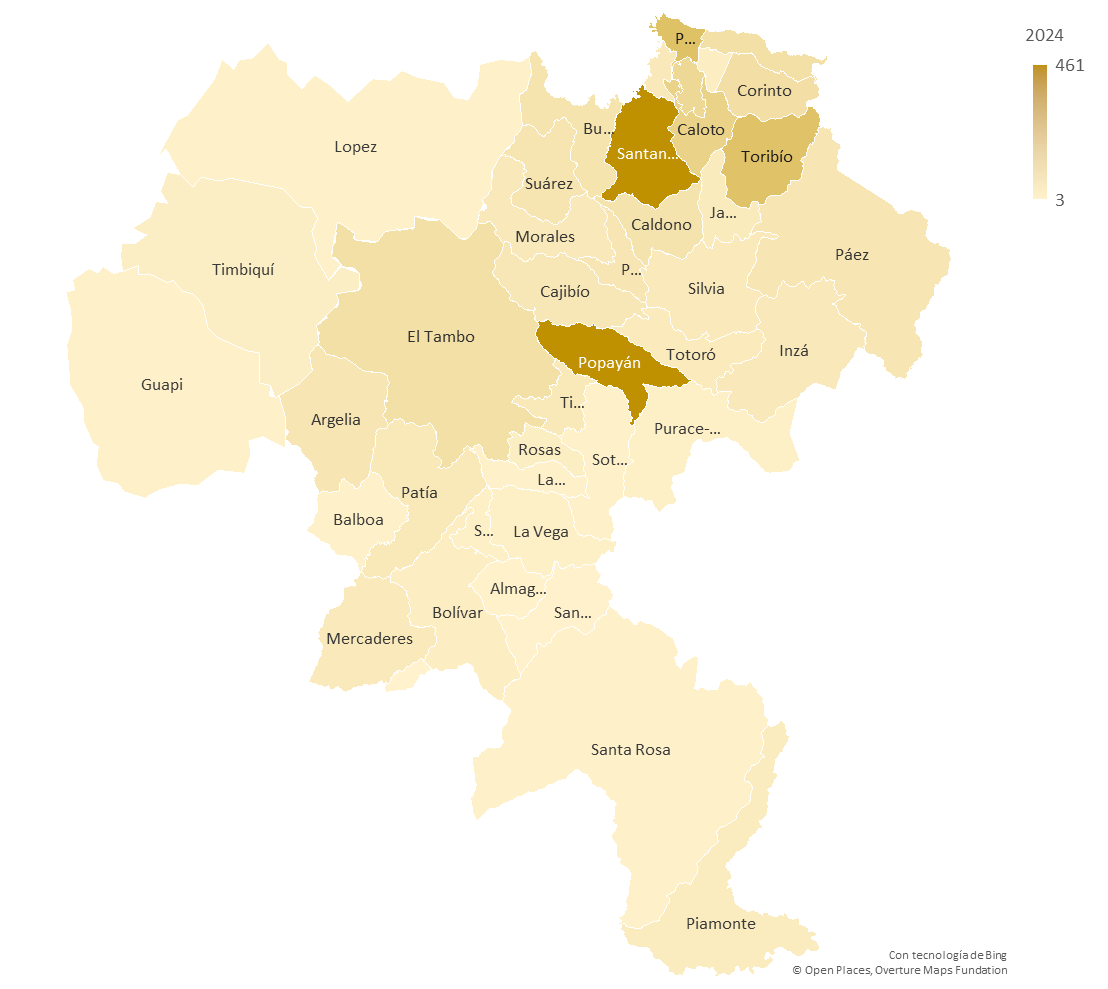 2024
461
3
P...
Corinto
Bu...
Caloto
Lopez
Santan...
Toribío
Suárez
Ja...
Caldono
Morales
Páez
Timbiquí
P...
Silvia
Cajibío
El Tambo
Inzá
Totoró
Popayán
Guapi
Ti...
Argelia
Purace-...
Rosas
Sot...
La...
Patía
Balboa
S...
La Vega
Almag...
Bolívar
San...
Mercaderes
Santa Rosa
Piamonte
Con tecnología de Bing
© Open Places, Overture Maps Fundation